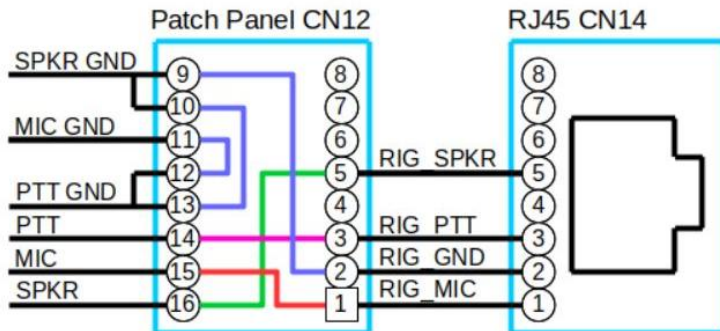 Patch Panel CN12 RJ45 CN14
SPKR GND 9 8 8
10 7 7
MIC GND 11 6 6
12 5 RIG_SPKR 5
PTT GND 13 4 4
PTT 14 3 RIG_PTT 3
MIC 15 2 RIG_GND 2
SPKR 16 1 RIG_MIC 1